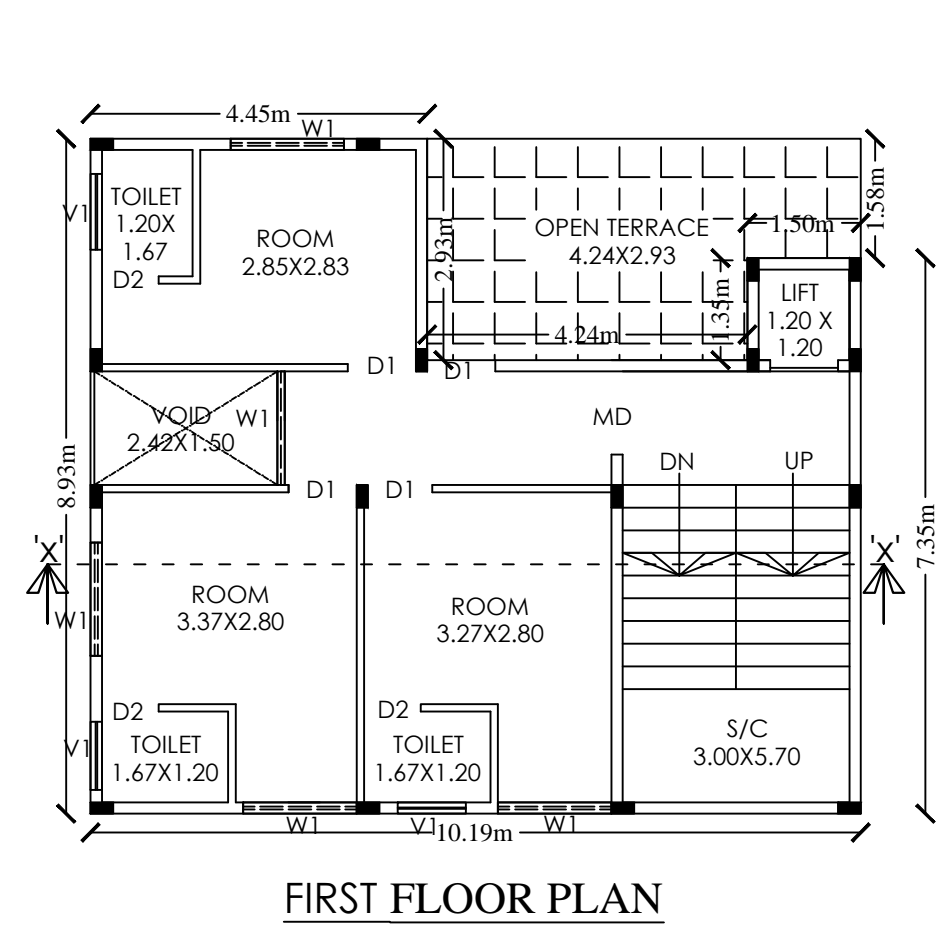 4.45m
W1
TOILET
1.20X
1.67
V1
D2
ROOM
2.85X2.83
2.93m
OPEN TERRACE
4.24X2.93
1.50m
1.58m
1.35m
4.24m
LIFT
1.20 X
1.20
D1
D1
VOID
2.42X1.50
W1
MD
DN
UP
D1
D1
8.93m
7.35m
'X'
'X'
ROOM
3.37X2.80
ROOM
3.27X2.80
W1
D2
TOILET
1.67X1.20
V1
D2
TOILET
1.67X1.20
S/C
3.00X5.70
W1
V1
W1
10.19m
FIRST FLOOR PLAN